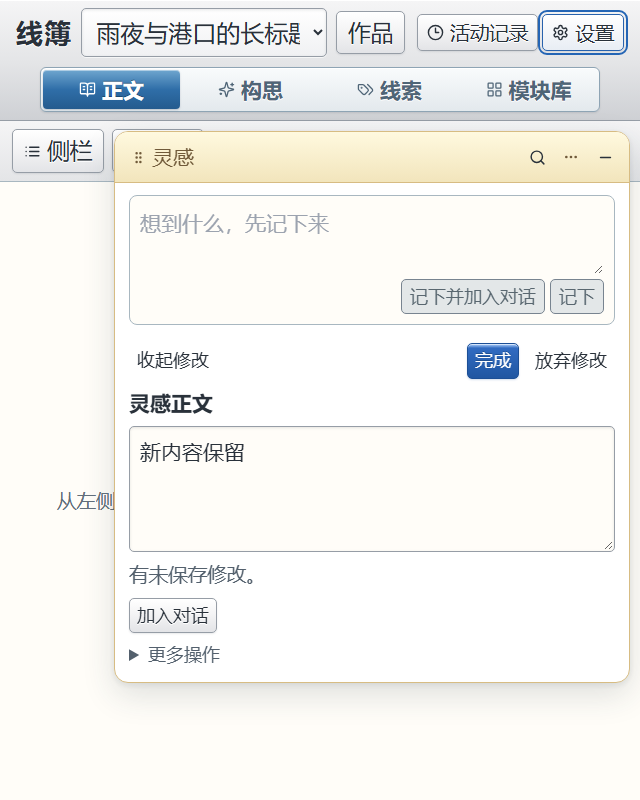 线簿 雨夜与港口的长标题 作品 活动记录 设置
正文 构思 线索 模块库
侧栏
灵感
想到什么，先记下来
记下并加入对话 记下
收起修改 完成 放弃修改
灵感正文
新内容保留
从左侧
有未保存修改。
加入对话
更多操作